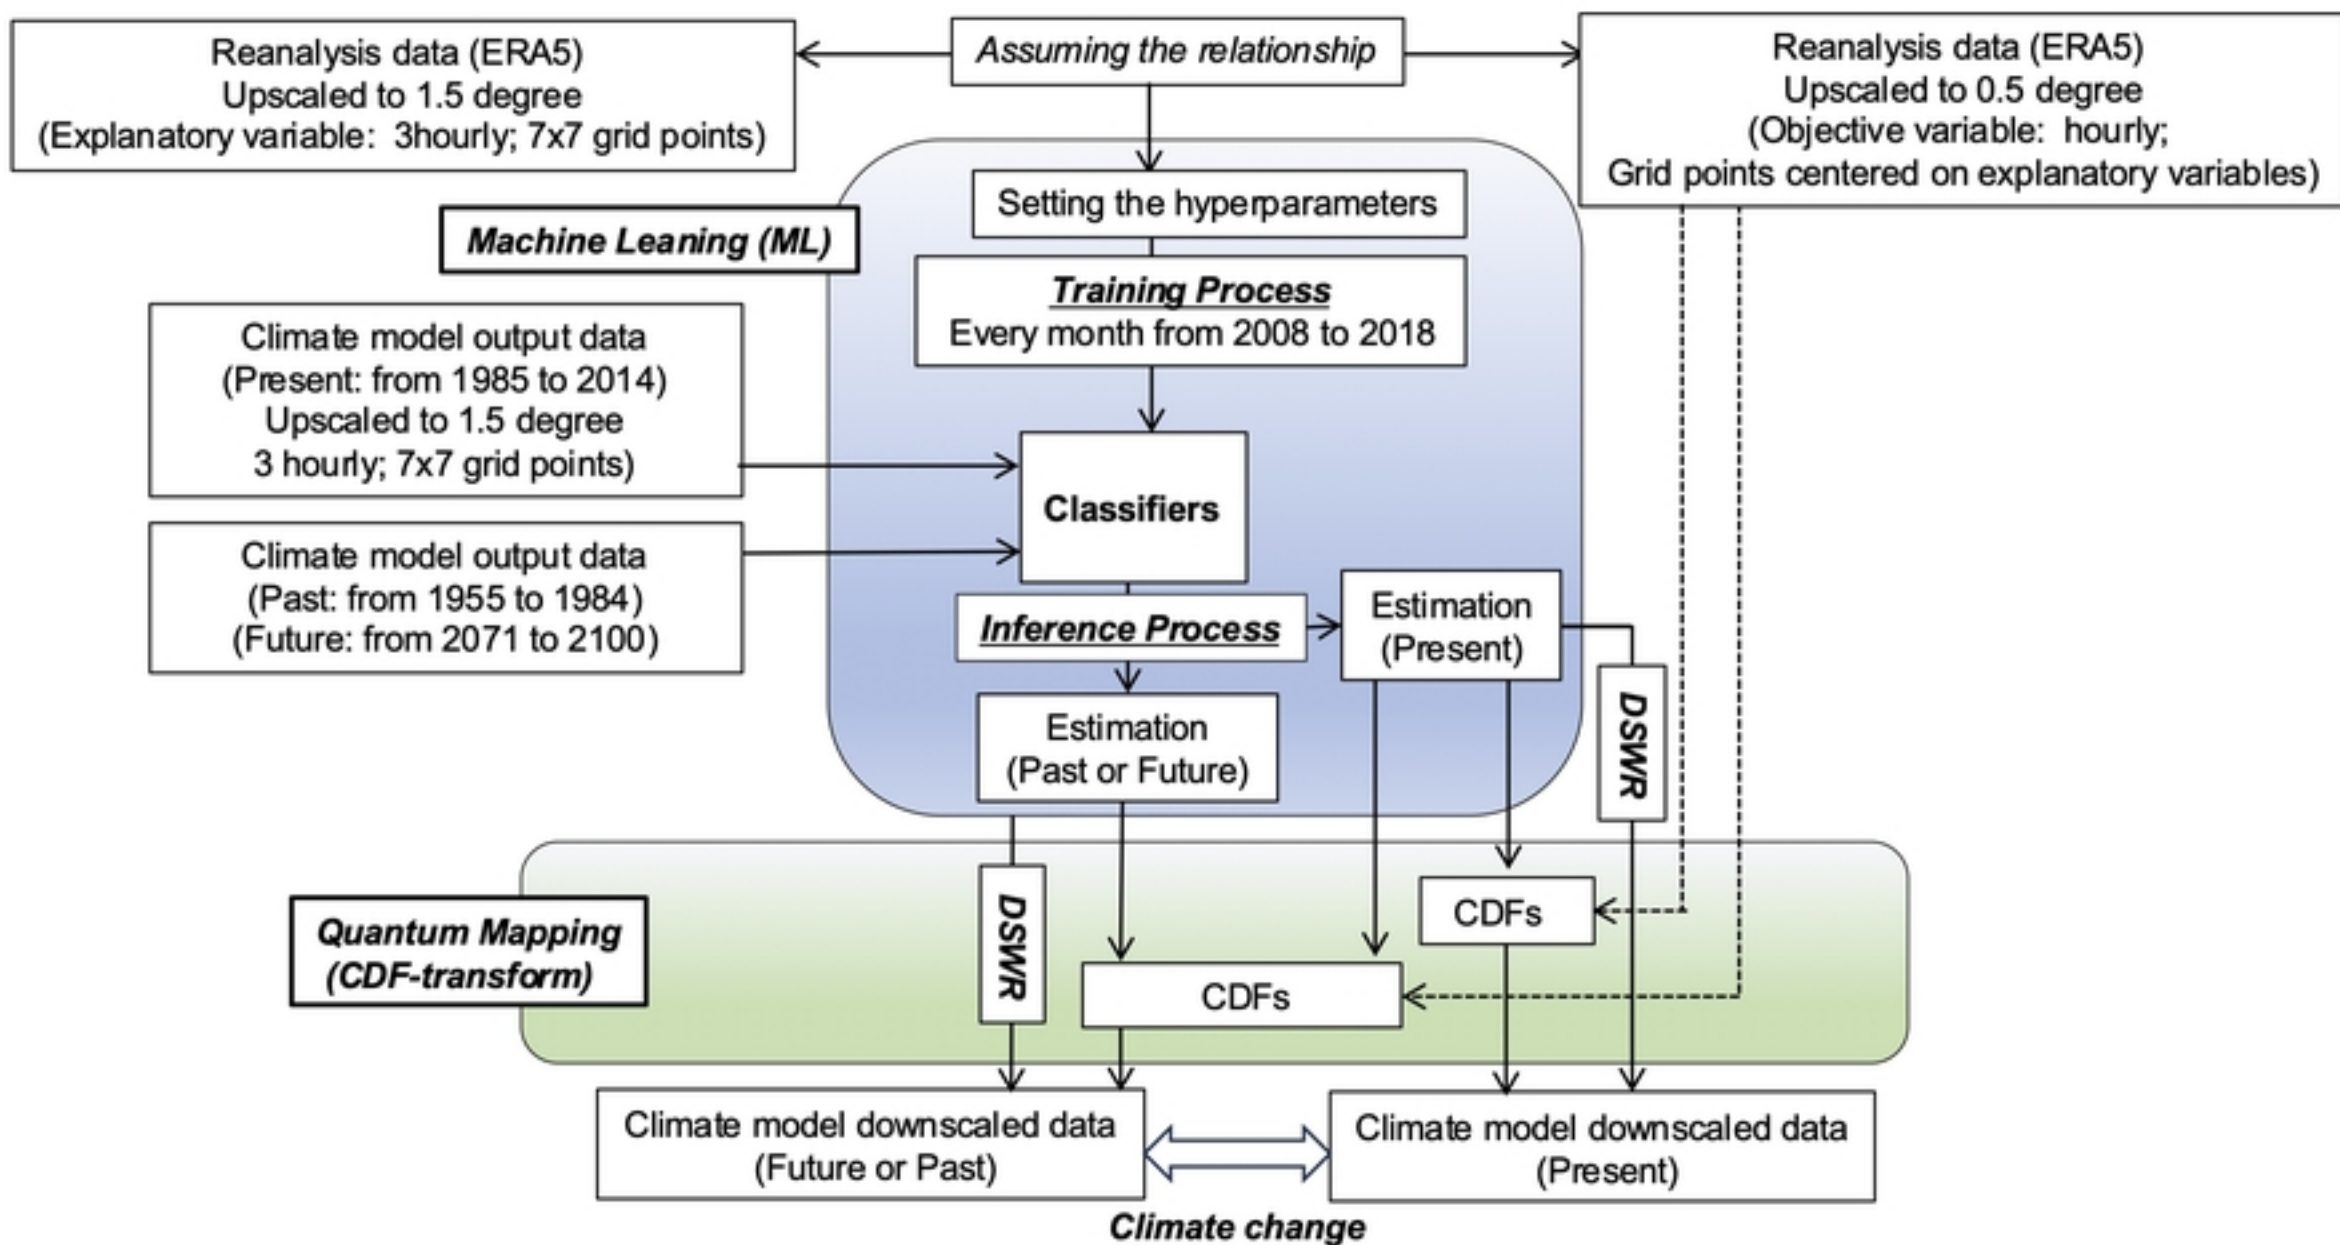 Reanalysis data (ERA5)
Upscaled to 1.5 degree
(Explanatory variable: 3hourly; 7x7 grid points)
Assuming the relationship
Reanalysis data (ERA5)
Upscaled to 0.5 degree
(Objective variable: hourly;
Grid points centered on explanatory variables)
Setting the hyperparameters
Machine Leaning (ML)
Training Process
Every month from 2008 to 2018
Climate model output data
(Present: from 1985 to 2014)
Upscaled to 1.5 degree
3 hourly; 7x7 grid points)
Classifiers
Climate model output data
(Past: from 1955 to 1984)
(Future: from 2071 to 2100)
Inference Process
Estimation
(Present)
DSWR
Estimation
(Past or Future)
Quantum Mapping
(CDF-transform)
DSWR
CDFs
CDFs
Climate model downscaled data
(Future or Past)
Climate model downscaled data
(Present)
Climate change